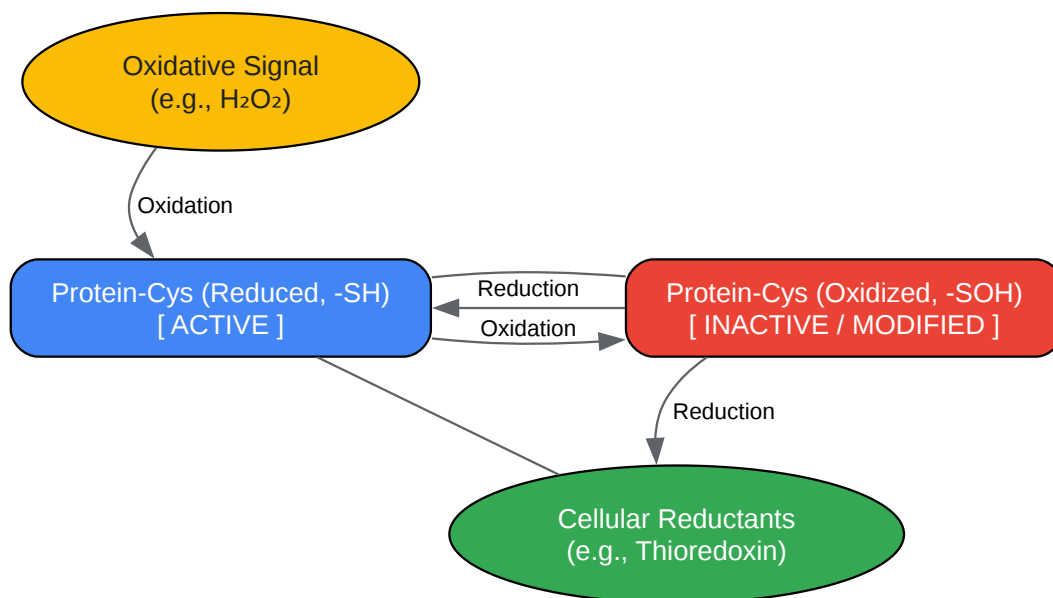 Oxidative Signal
(e.g., H₂O₂)
Oxidation
Protein-Cys (Reduced, -SH)
[ ACTIVE ]
Reduction
Oxidation
Protein-Cys (Oxidized, -SOH)
[ INACTIVE / MODIFIED ]
Reduction
Cellular Reductants
(e.g., Thioredoxin)